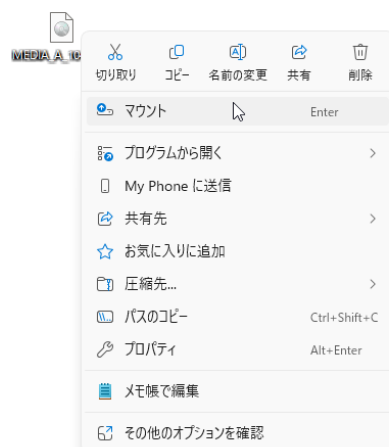 MEDIA_A_10
切り取り コピー 名前の変更 共有 削除
マウント Enter
プログラムから開く
My Phone に送信
共有先
お気に入りに追加
圧縮先...
パスのコピー Ctrl+Shift+C
プロパティ Alt+Enter
メモ帳で編集
その他のオプションを確認